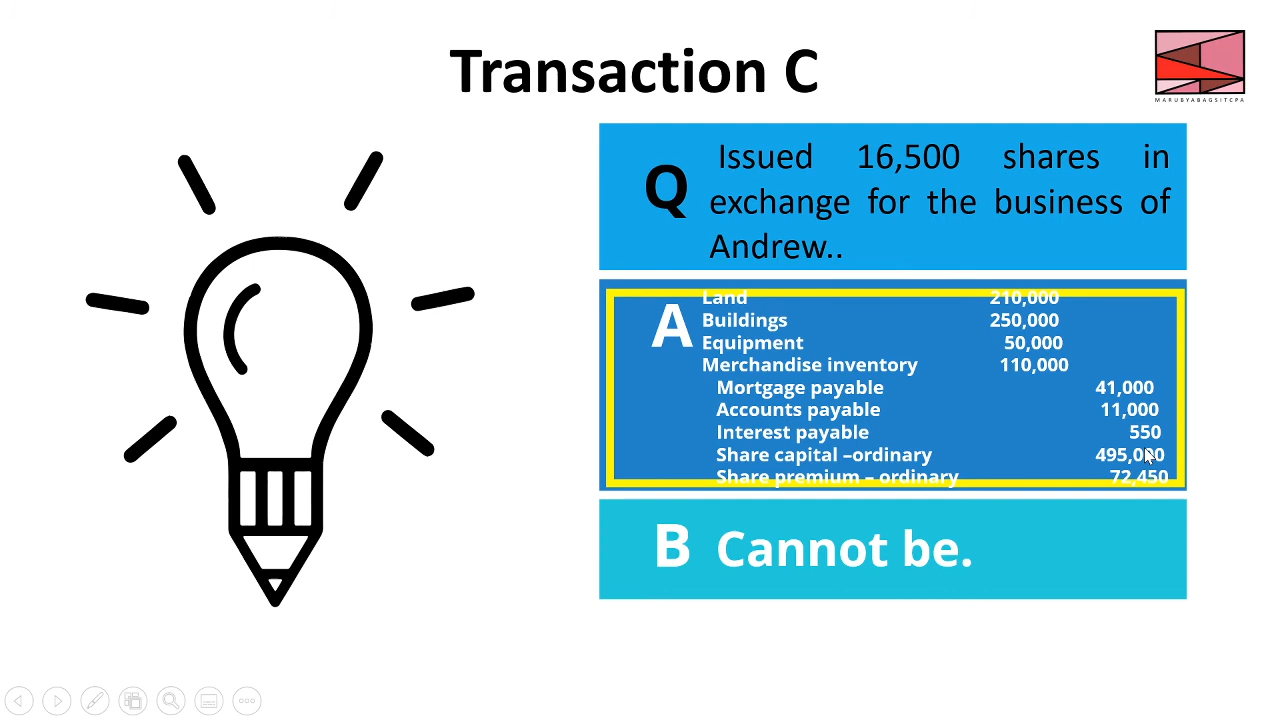 Transaction C
MARUBYABAGSITCPA
Q
Issued 16,500 shares in
exchange for the business of
Andrew..
A
Land 210,000
Buildings 250,000
Equipment 50,000
Merchandise inventory 110,000
Mortgage payable 41,000
Accounts payable 11,000
Interest payable 550
Share capital –ordinary 495,000
Share premium – ordinary 72,450
B Cannot be.